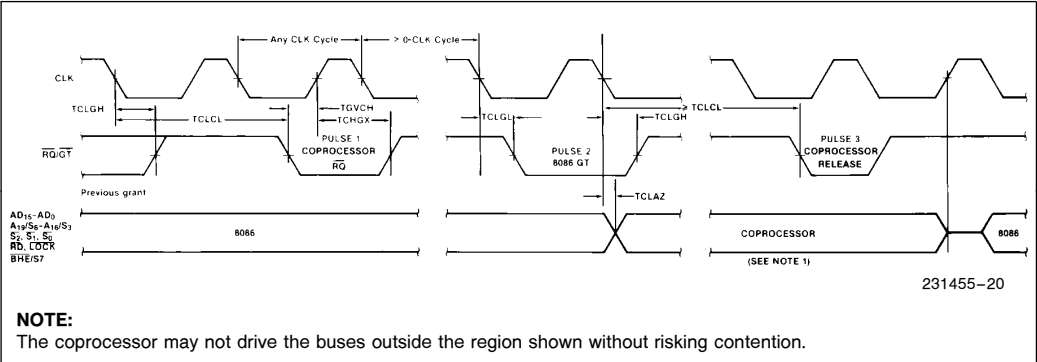 Any CLK Cycle
> 0-CLK Cycle
CLK
TCLGH
TCLCL
TGVCH
TCHGX
TCLGL
≥ TCLCL
TCLGH
RQ/GT
PULSE 1
COPROCESSOR
RQ
PULSE 2
8086 GT
PULSE 3
COPROCESSOR
RELEASE
Previous grant
TCLAZ
AD15-AD0
A19/S6-A16/S3
S2, S1, S0
RD, LOCK
BHE/S7
8086
COPROCESSOR
8086
(SEE NOTE 1)
231455-20
NOTE:
The coprocessor may not drive the buses outside the region shown without risking contention.